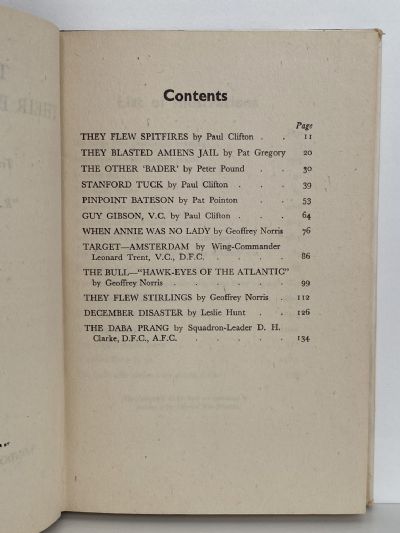 Contents
Page
THEY FLEW SPITFIRES by Paul Clifton . . 11
THEY BLASTED AMIENS JAIL by Pat Gregory 20
THE OTHER 'BADER' by Peter Pound . . 30
STANFORD TUCK by Paul Clifton . . . 39
PINPOINT BATESON by Pat Pointon . . 53
GUY GIBSON, V.C. by Paul Clifton . . . 64
WHEN ANNIE WAS NO LADY by Geoffrey Norris 76
TARGET—AMSTERDAM by Wing-Commander
Leonard Trent, V.C., D.F.C. . . . 86
THE BULL—"HAWK-EYES OF THE ATLANTIC"
by Geoffrey Norris . . . . . . 99
THEY FLEW STIRLINGS by Geoffrey Norris . . 112
DECEMBER DISASTER by Leslie Hunt . . 126
THE DABA PRANG by Squadron-Leader D. H.
Clarke, D.F.C., A.F.C. . . . . . 134